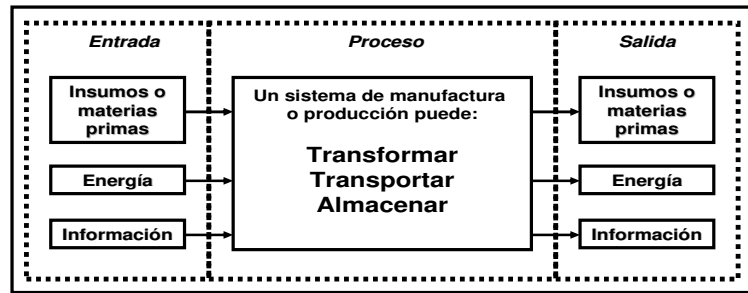 Entrada
Proceso
Salida
Insumos o
materias
primas
Energía
Información
Un sistema de manufactura
o producción puede:
Transformar
Transportar
Almacenar
Insumos o
materias
primas
Energía
Información